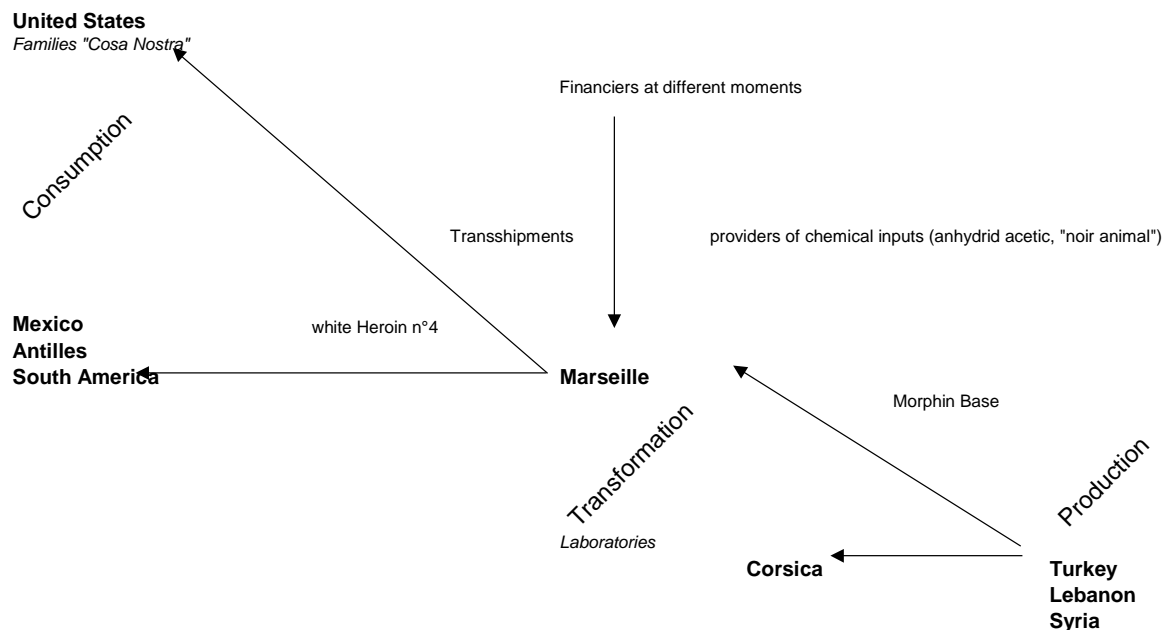 United States
Families "Cosa Nostra"
Financiers at different moments
Consumption
Transshipments
providers of chemical inputs (anhydrid acetic, "noir animal")
Mexico
Antilles
South America
white Heroin n°4
Marseille
Morphin Base
Transformation
Laboratories
Production
Corsica
Turkey
Lebanon
Syria